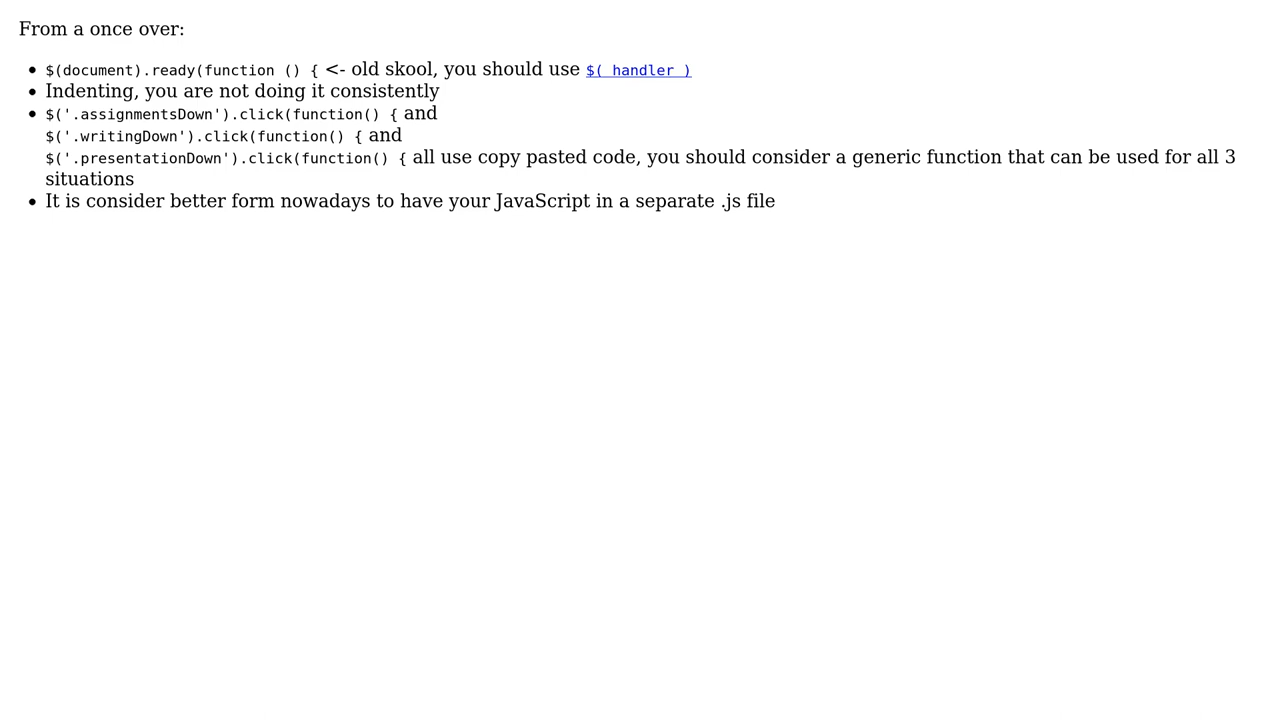 From a once over:
• $(document).ready(function () { <- old skool, you should use $( handler )
• Indenting, you are not doing it consistently
• $('.assignmentsDown').click(function() { and
$('.writingDown').click(function() { and
$('.presentationDown').click(function() { all use copy pasted code, you should consider a generic function that can be used for all 3
situations
• It is consider better form nowadays to have your JavaScript in a separate .js file